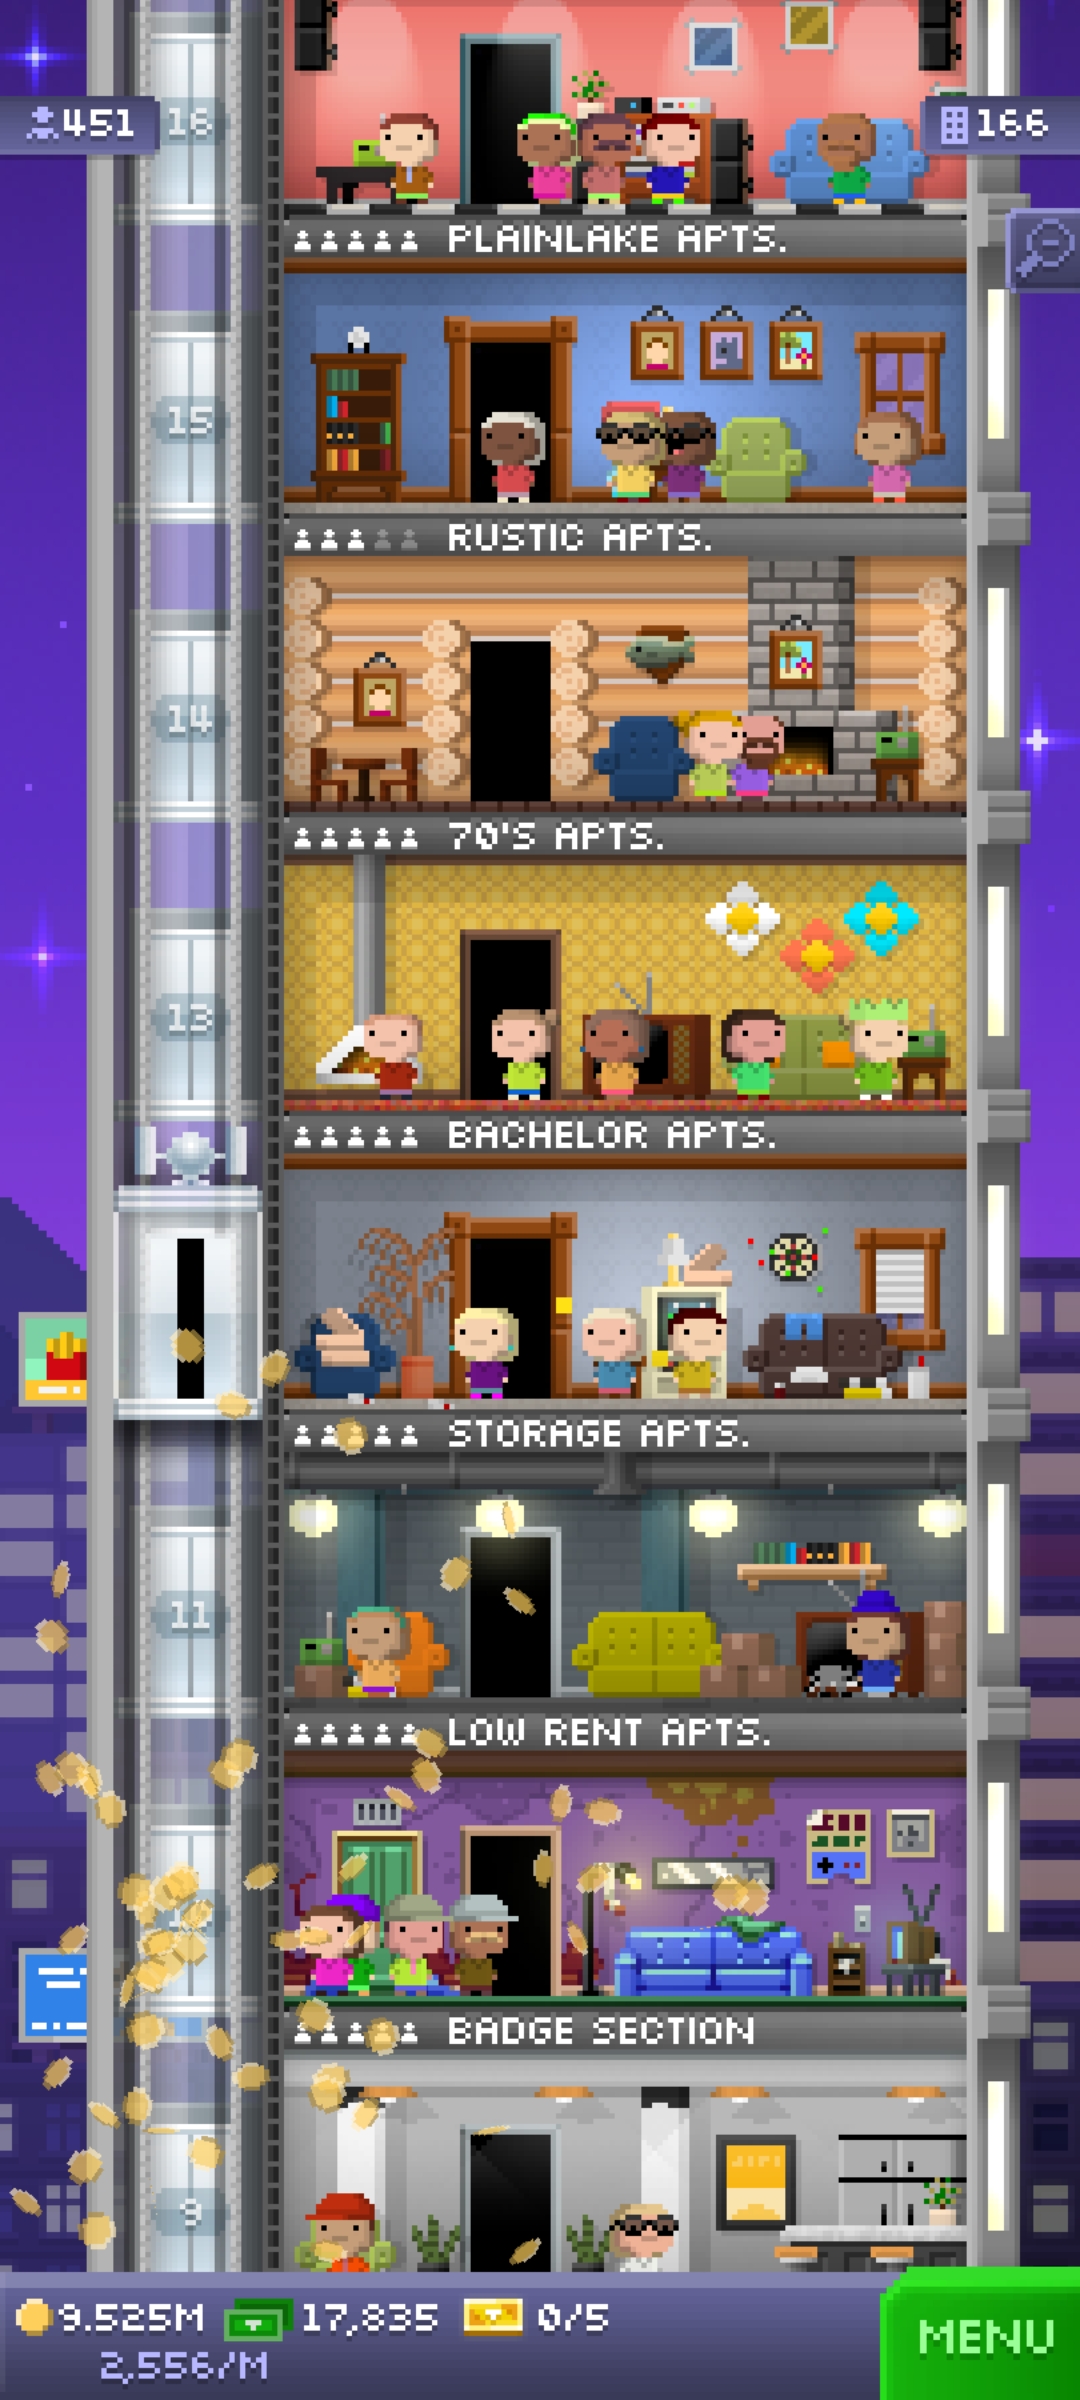 451
16
166
PLAINLAKE APTS.
15
RUSTIC APTS.
14
70'S APTS.
13
BACHELOR APTS.
STORAGE APTS.
11
LOW RENT APTS.
BADGE SECTION
9
9.525M 17,835 0/5
2,556/M
MENU